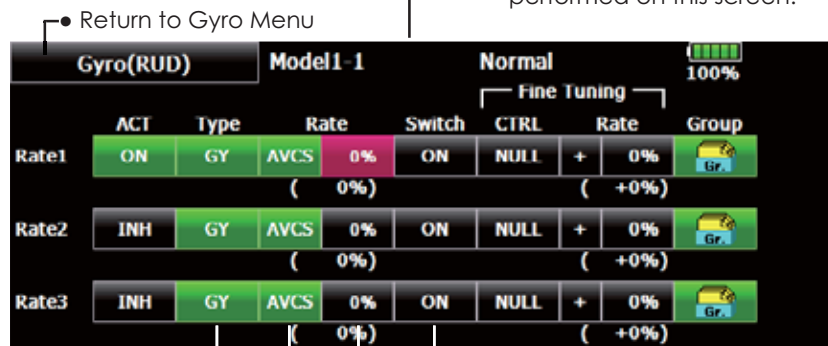 performed on this screen.
● Return to Gyro Menu
Gyro(RUD) Model1-1 Normal 100%
Fine Tuning
ACT Type Rate Switch CTRL Rate Group
Rate1 ON GY AVCS 0% ON NULL + 0% Gr.
( 0%) ( +0%)
Rate2 INH GY AVCS 0% ON NULL + 0% Gr.
( 0%) ( +0%)
Rate3 INH GY AVCS 0% ON NULL + 0% Gr.
( 0%) ( +0%)